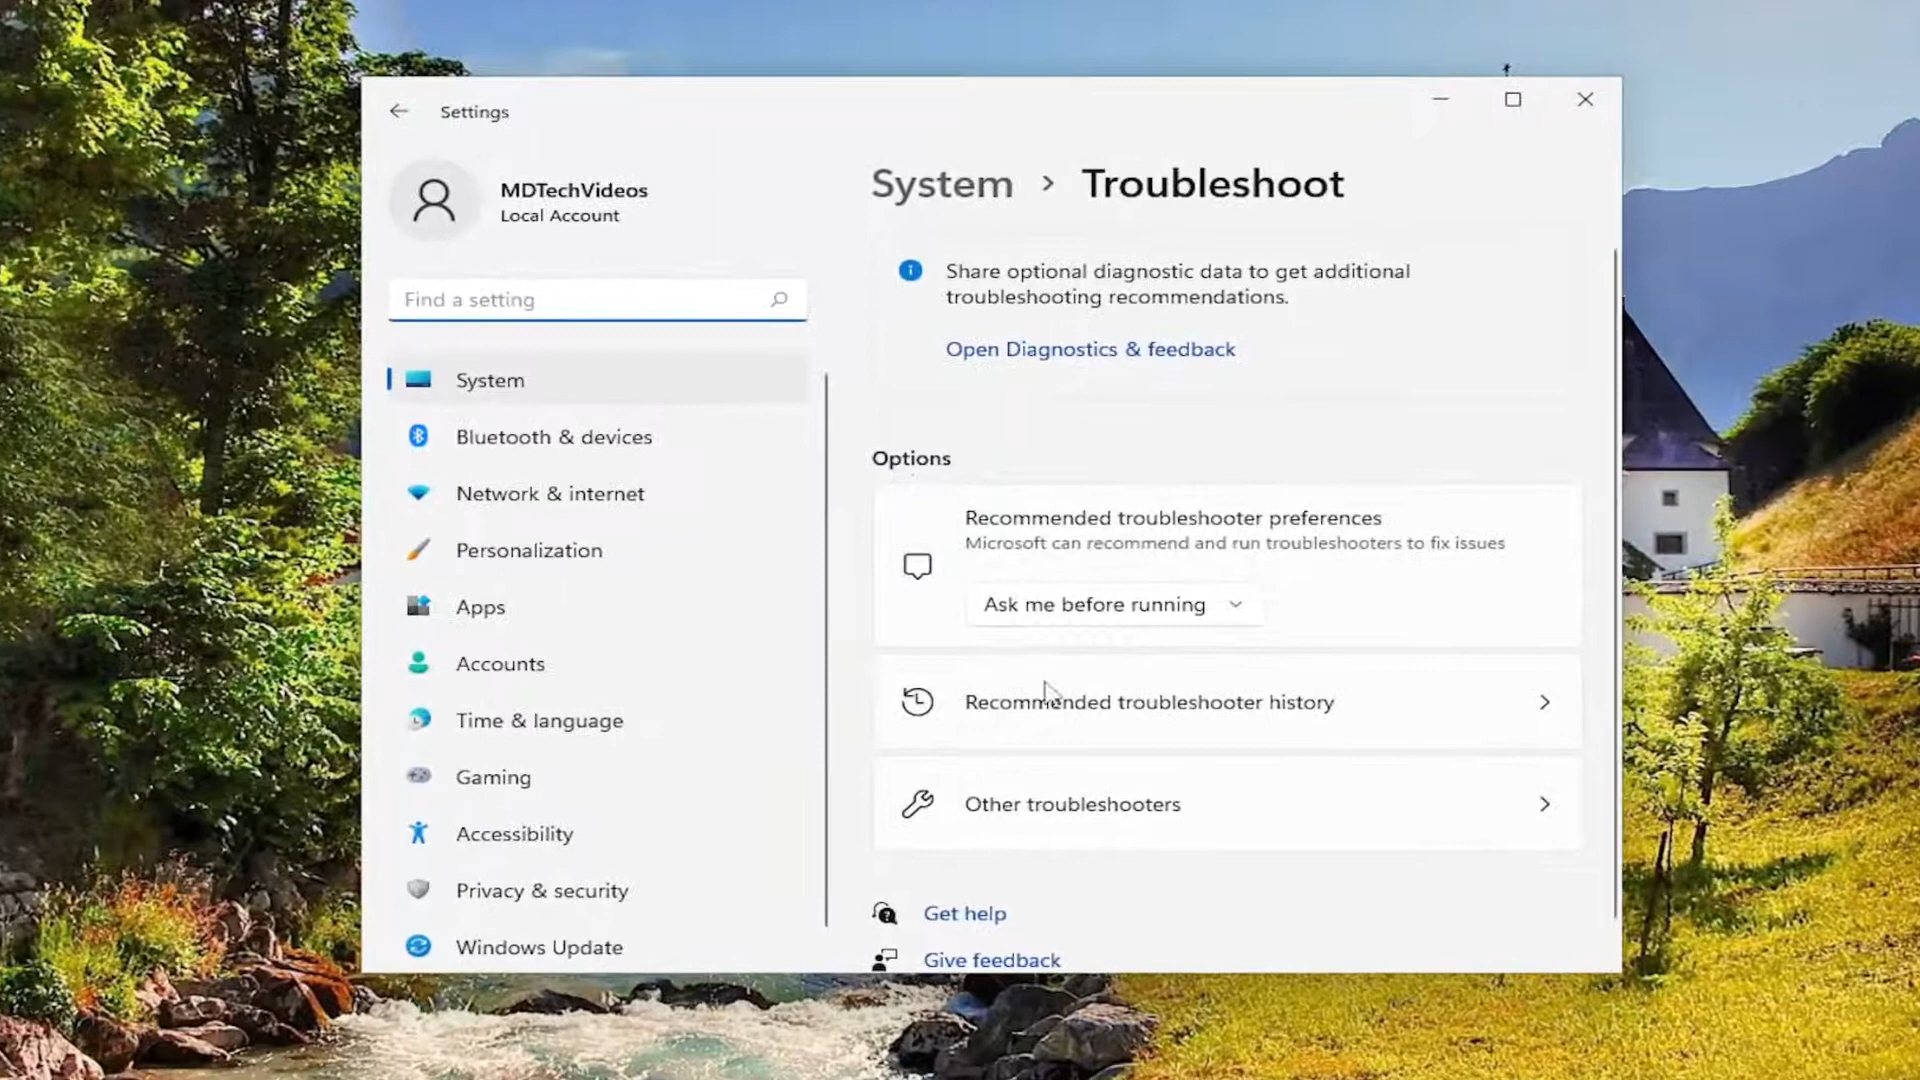 Settings
MDTechVideos
Local Account
Find a setting
System
Bluetooth & devices
Network & internet
Personalization
Apps
Accounts
Time & language
Gaming
Accessibility
Privacy & security
Windows Update
System > Troubleshoot
Share optional diagnostic data to get additional
troubleshooting recommendations.
Open Diagnostics & feedback
Options
Recommended troubleshooter preferences
Microsoft can recommend and run troubleshooters to fix issues
Ask me before running
Recommended troubleshooter history
Other troubleshooters
Get help
Give feedback